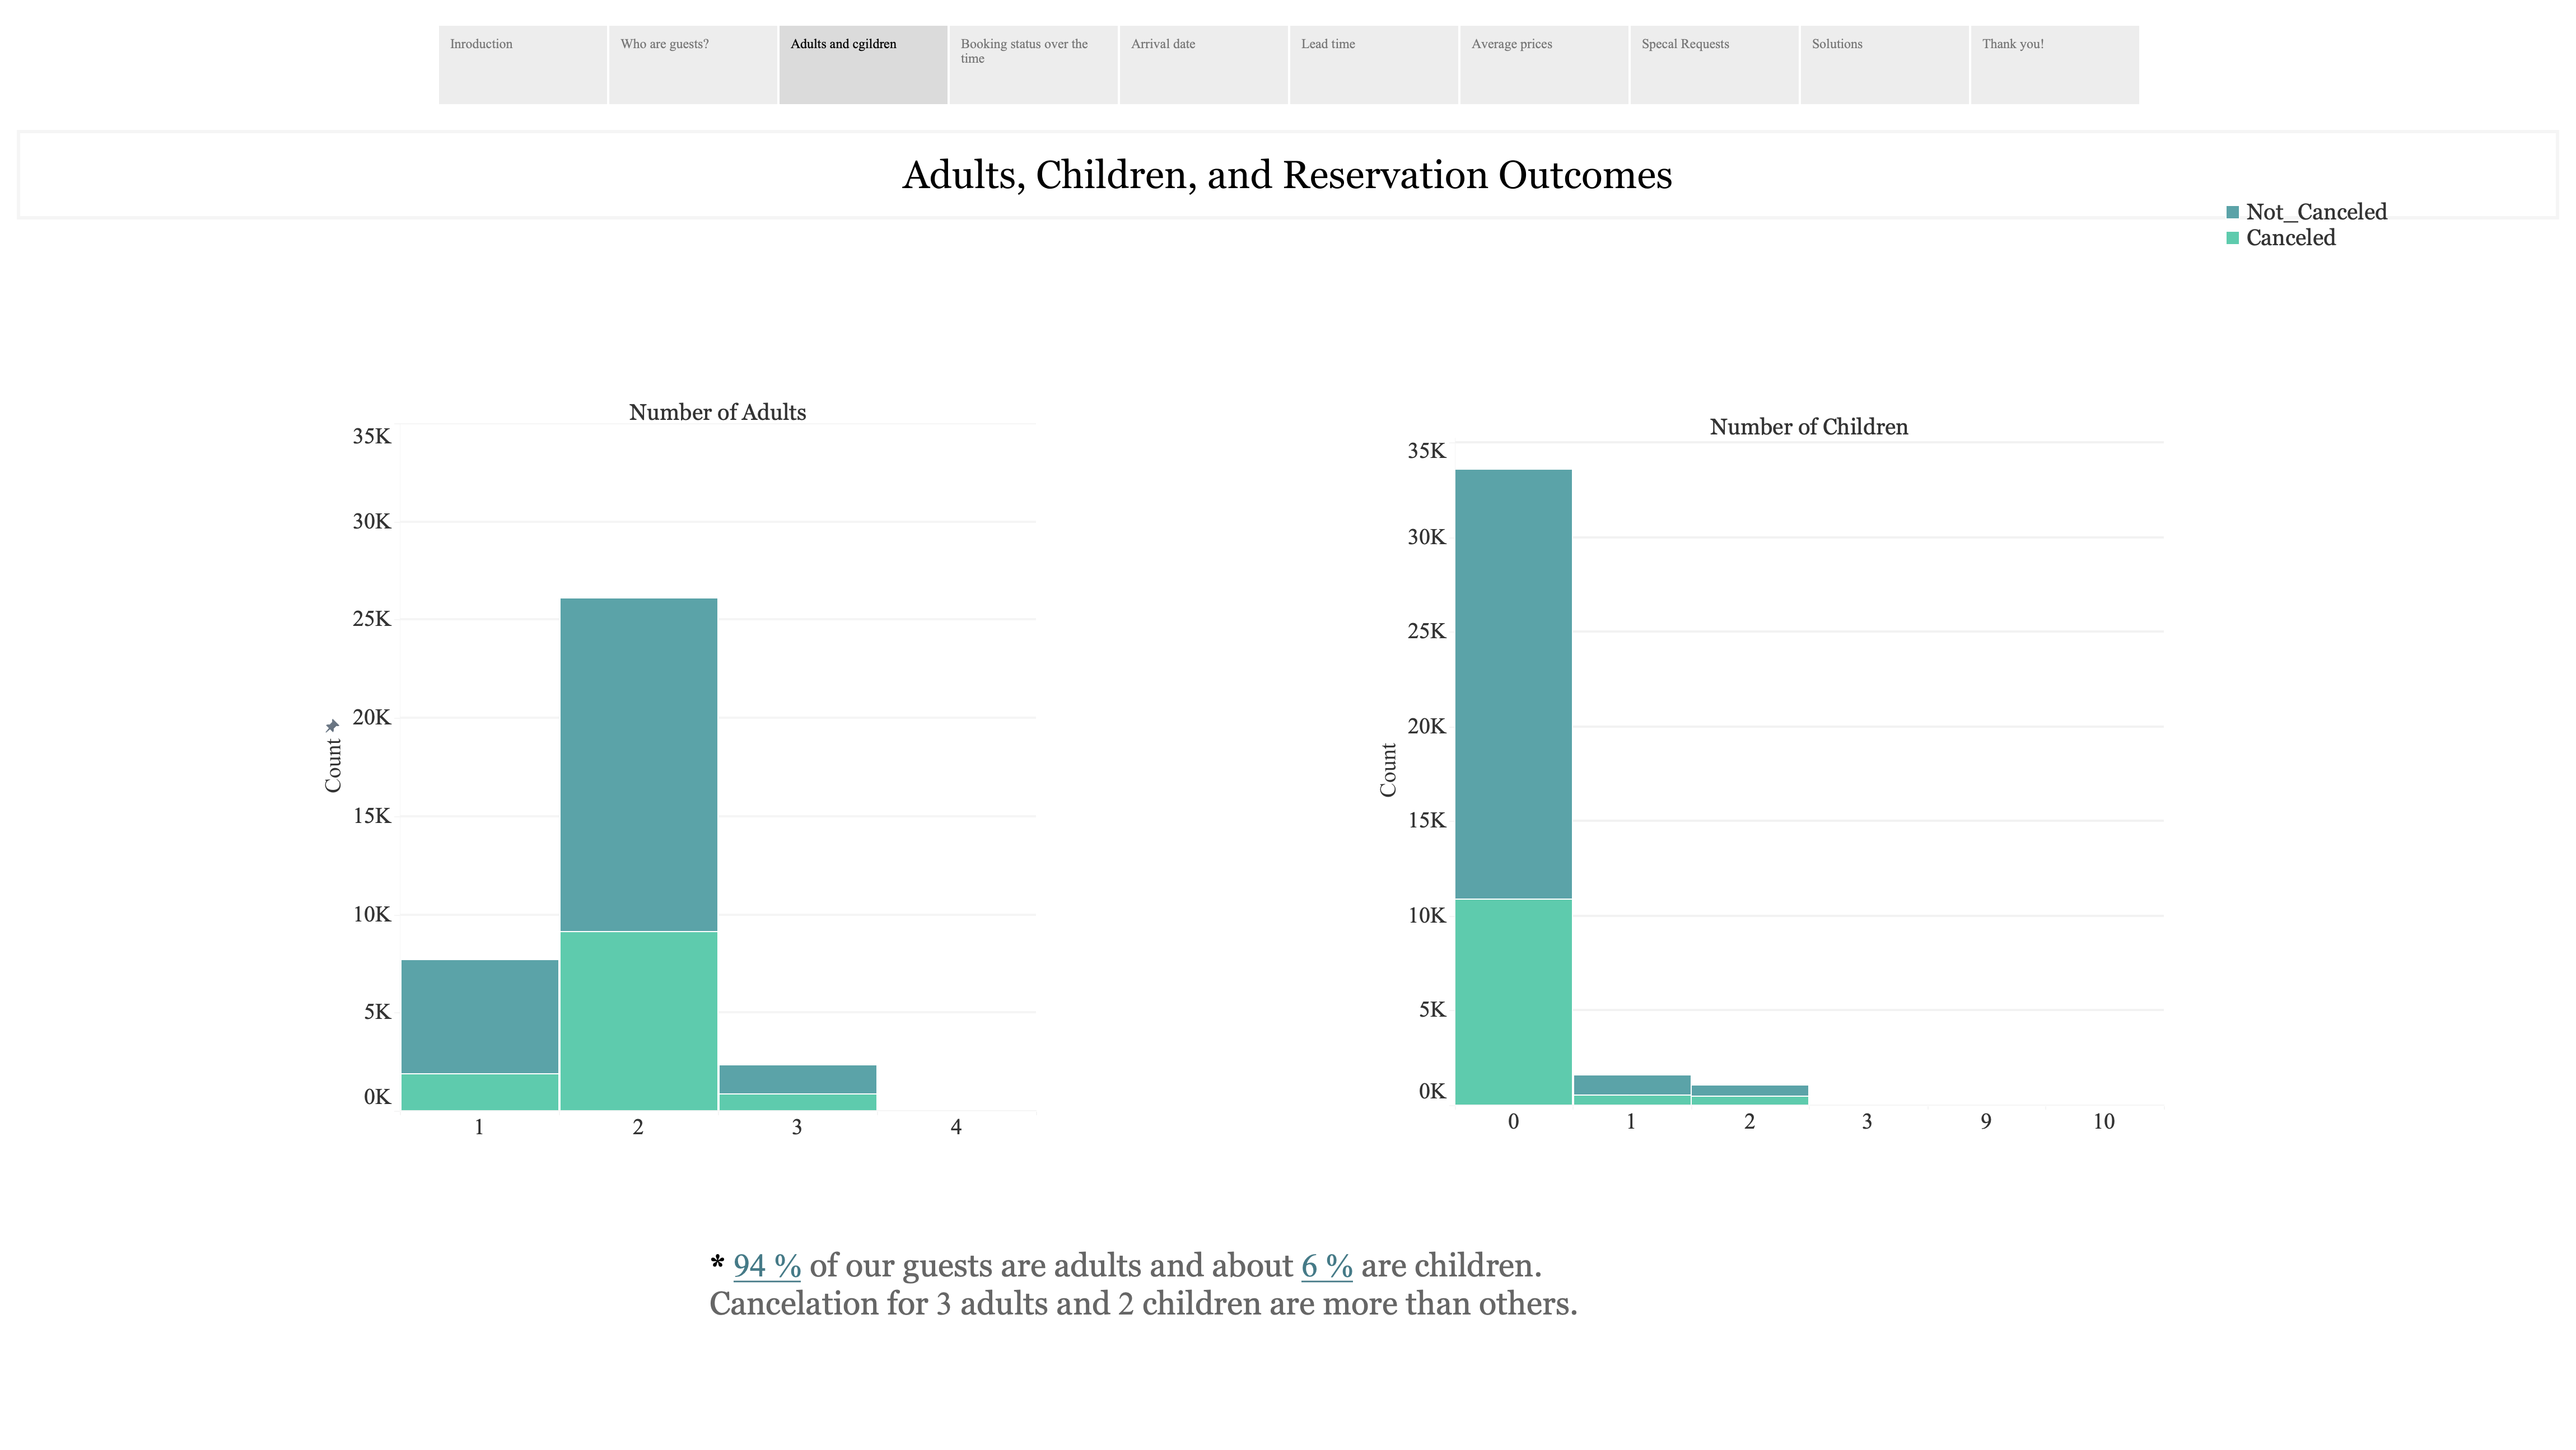 Inroduction
Who are guests?
Adults and cgildren
Booking status over the
time
Arrival date
Lead time
Average prices
Specal Requests
Solutions
Thank you!
Adults, Children, and Reservation Outcomes
Not_Canceled
Canceled
Number of Adults
35K
30K
25K
20K
15K
10K
5K
0K
Count
1 2 3 4
Number of Children
35K
30K
25K
20K
15K
10K
5K
0K
Count
0 1 2 3 9 10
* 94 % of our guests are adults and about 6 % are children.
Cancelation for 3 adults and 2 children are more than others.